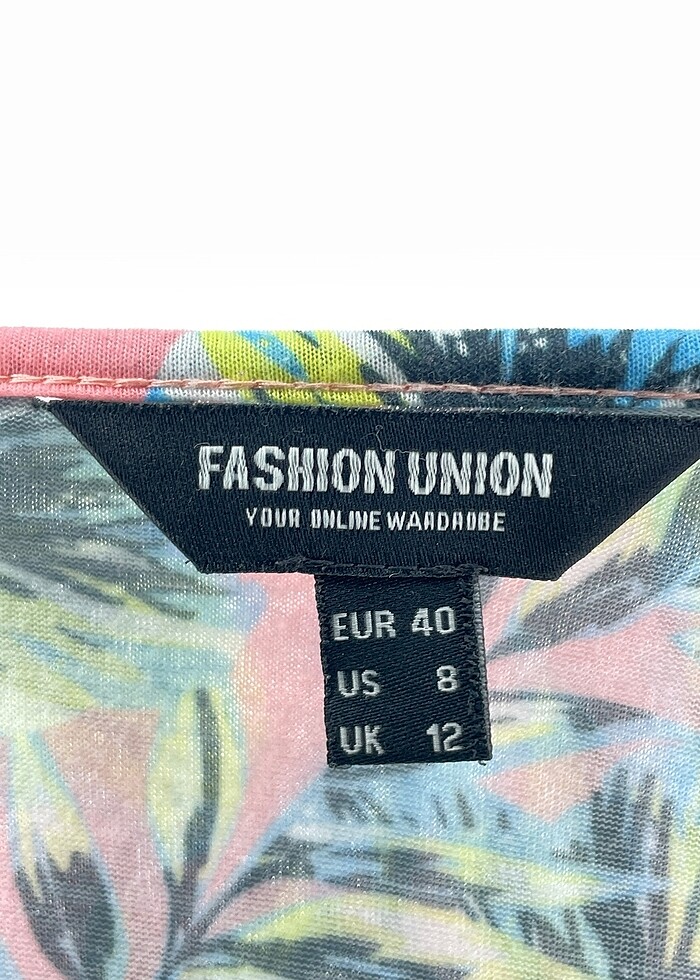 FASHION UNION
YOUR ONLINE WARDROBE
EUR 40
US 8
UK 12